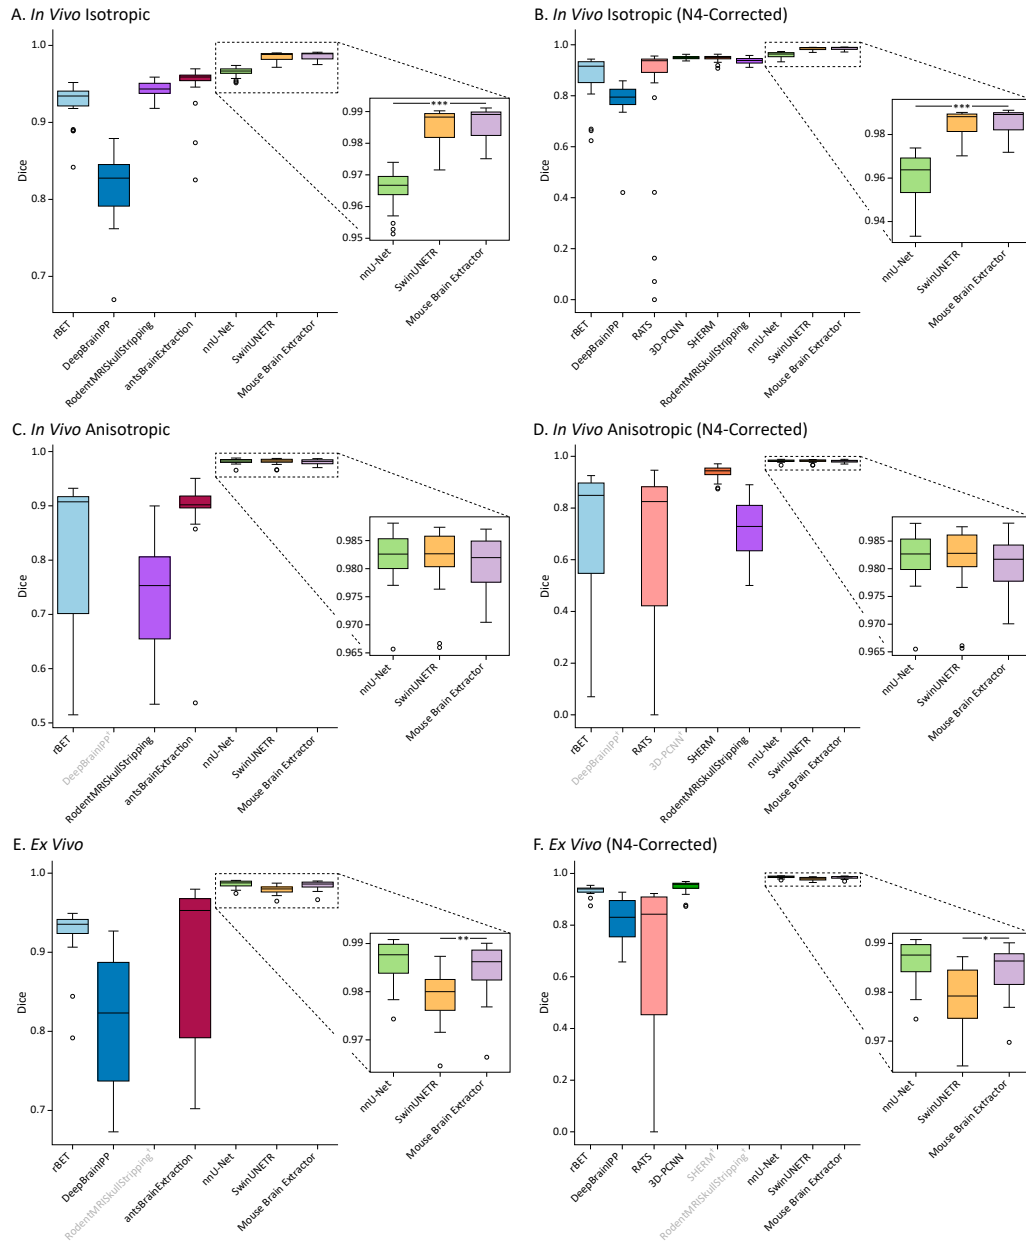 A. In Vivo Isotropic
1.0
0.9
0.8
0.7
Dice
***
0.99
0.98
0.97
0.96
0.95
nnU-Net
SwinUNETR
Mouse Brain Extractor
rBET
DeepBrainIPP
RodentMRISkullStripping
antsBrainExtraction
nnU-Net
SwinUNETR
Mouse Brain Extractor
B. In Vivo Isotropic (N4-Corrected)
1.0
0.8
0.6
0.4
0.2
0.0
Dice
***
0.98
0.96
0.94
nnU-Net
SwinUNETR
Mouse Brain Extractor
rBET
DeepBrainIPP
RATS
3D-PCNN
SHERM
RodentMRISkullStripping
nnU-Net
SwinUNETR
Mouse Brain Extractor
C. In Vivo Anisotropic
1.0
0.9
0.8
0.7
0.6
0.5
Dice
0.985
0.980
0.975
0.970
0.965
nnU-Net
SwinUNETR
Mouse Brain Extractor
rBET
DeepBrainIPP†
RodentMRISkullStripping
antsBrainExtraction
nnU-Net
SwinUNETR
Mouse Brain Extractor
D. In Vivo Anisotropic (N4-Corrected)
1.0
0.8
0.6
0.4
0.2
0.0
Dice
0.985
0.980
0.975
0.970
0.965
nnU-Net
SwinUNETR
Mouse Brain Extractor
rBET
DeepBrainIPP†
RATS
3D-PCNN†
SHERM
RodentMRISkullStripping
nnU-Net
SwinUNETR
Mouse Brain Extractor
E. Ex Vivo
1.0
0.9
0.8
0.7
Dice
**
0.99
0.98
0.97
nnU-Net
SwinUNETR
Mouse Brain Extractor
rBET
DeepBrainIPP
RodentMRISkullStripping†
antsBrainExtraction
nnU-Net
SwinUNETR
Mouse Brain Extractor
F. Ex Vivo (N4-Corrected)
1.0
0.8
0.6
0.4
0.2
0.0
Dice
*
0.99
0.98
0.97
nnU-Net
SwinUNETR
Mouse Brain Extractor
rBET
DeepBrainIPP
RATS
3D-PCNN
SHERM†
RodentMRISkullStripping†
nnU-Net
SwinUNETR
Mouse Brain Extractor